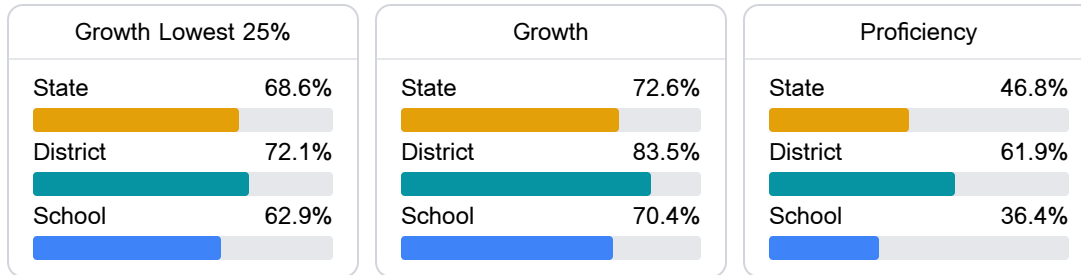 Growth Lowest 25%
State 68.6%
District 72.1%
School 62.9%
Growth
State 72.6%
District 83.5%
School 70.4%
Proficiency
State 46.8%
District 61.9%
School 36.4%